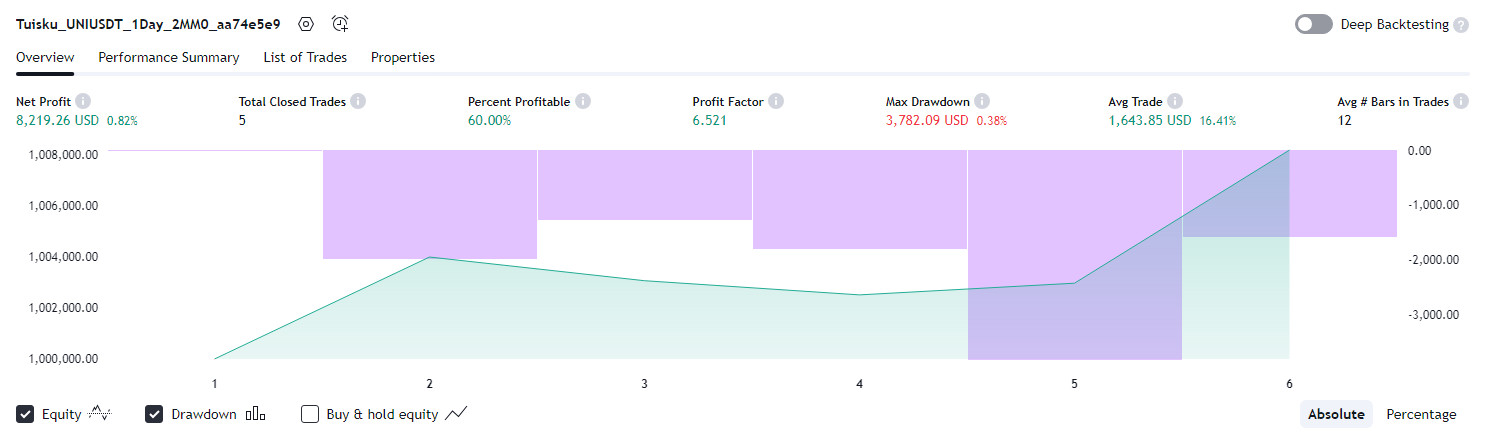 Tuisku_UNIUSDT_1Day_2MM0_aa74e5e9 Deep Backtesting ?
Overview Performance Summary List of Trades Properties
Net Profit Total Closed Trades Percent Profitable Profit Factor Max Drawdown Avg Trade Avg # Bars in Trades
8,219.26 USD 0.82% 5 60.00% 6.521 3,782.09 USD 0.38% 1,643.85 USD 16.41% 12
1,008,000.00 0.00
1,006,000.00 -1,000.00
1,004,000.00 -2,000.00
1,002,000.00 -3,000.00
1,000,000.00
1 2 3 4 5 6
Equity Drawdown Buy & hold equity Absolute Percentage